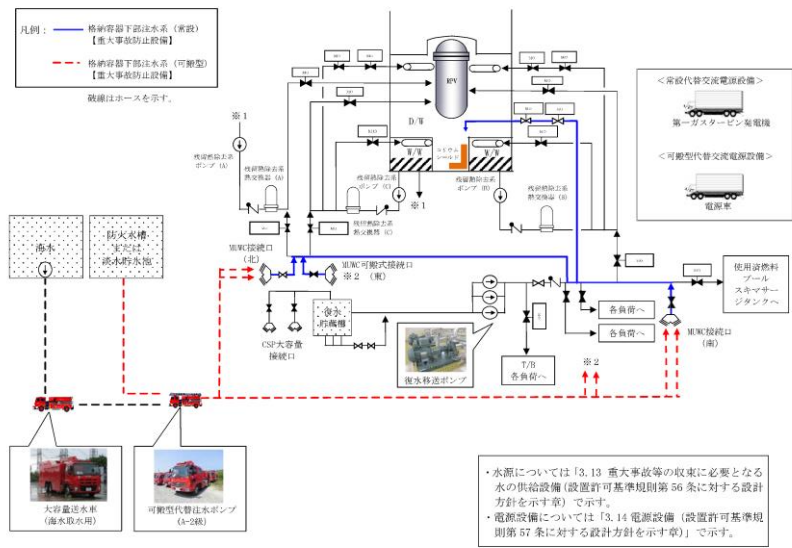 凡例：
格納容器下部注水系（常設）
【重大事故防止設備】
格納容器下部注水系（可搬型）
【重大事故防止設備】
破線はホースを示す。
RPV
D/W
W/W
W/W
コリウム
シールド
※1
※1
残留熱除去系
ポンプ（A）
残留熱除去系
熱交換器（A）
残留熱除去系
ポンプ（C）
残留熱除去系
ポンプ（B）
残留熱除去系
熱交換器（B）
＜常設代替交流電源設備＞
第一ガスタービン発電機
＜可搬型代替交流電源設備＞
電源車
海水
防火水槽
または
淡水貯水池
MUWC接続口
（北）
MUWC可搬式接続口
※2（東）
復水
貯蔵槽
CSP大容量
接続口
復水移送ポンプ
T/B
各負荷へ
各負荷へ
各負荷へ
MUWC接続口
（南）
使用済燃料
プール
スキマサー
ジタンクへ
※2
大容量送水車
（海水取水用）
可搬型代替注水ポンプ
（A-2級）
・水源については「3.13 重大事故等の収束に必要となる
水の供給設備（設置許可基準規則第56条に対する設計
方針を示す章）で示す。
・電源設備については「3.14 電源設備（設置許可基準規
則第57条に対する設計方針を示す章）」で示す。